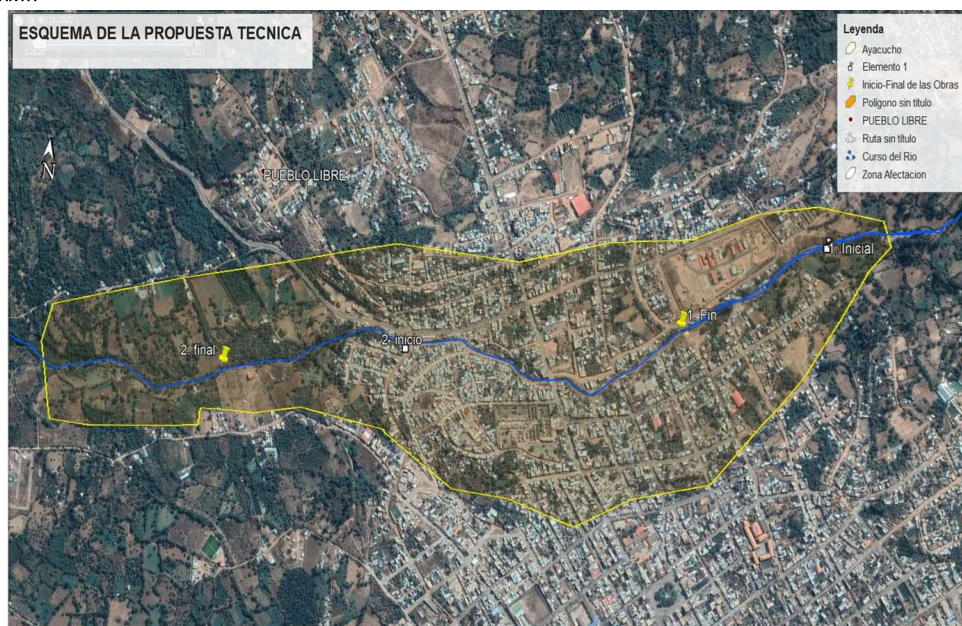 ESQUEMA DE LA PROPUESTA TECNICA
Leyenda
Ayacucho
Elemento 1
Inicio-Final de las Obras
Polígono sin título
PUEBLO LIBRE
Ruta sin título
Curso del Rio
Zona Afectacion
N
PUEBLO LIBRE
1. Inicial
1. Fin
2. inicio
2. final